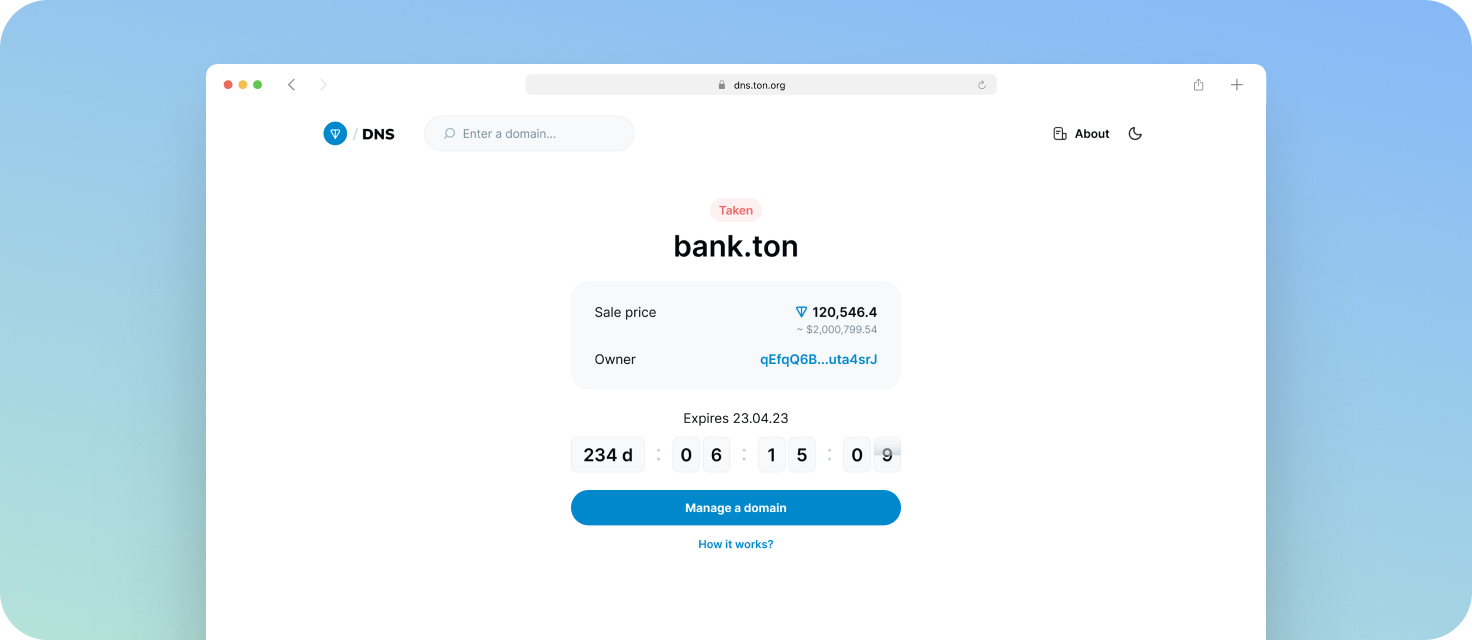 dns.ton.org
/ DNS
Enter a domain...
About
Taken
bank.ton
Sale price
120,546.4
~ $2,000,799.54
Owner
qEfqQ6B...uta4srJ
Expires 23.04.23
234 d : 0 6 : 1 5 : 0 9
Manage a domain
How it works?